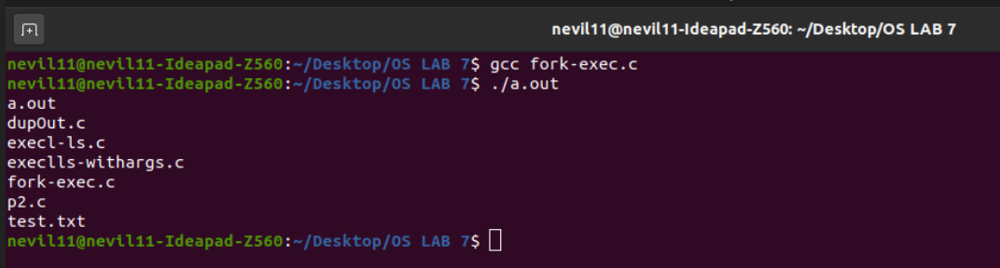 nevil11@nevil11-Ideapad-Z560: ~/Desktop/OS LAB 7
nevil11@nevil11-Ideapad-Z560:~/Desktop/OS LAB 7$ gcc fork-exec.c
nevil11@nevil11-Ideapad-Z560:~/Desktop/OS LAB 7$ ./a.out
a.out
dupOut.c
execl-ls.c
execlls-withargs.c
fork-exec.c
p2.c
test.txt
nevil11@nevil11-Ideapad-Z560:~/Desktop/OS LAB 7$